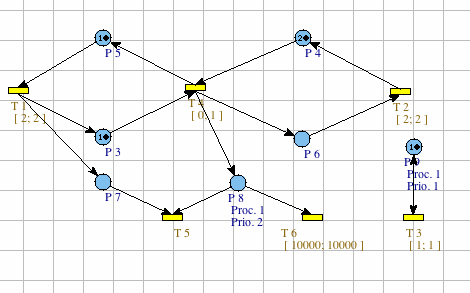 1
2
P 5
P 4
T 1
[ 2; 2 ]
T 4
[ 0; 1 ]
T 2
[ 2; 2 ]
1
P 3
P 6
1
P 9
Proc. 1
Prio. 1
P 7
P 8
Proc. 1
Prio. 2
T 5
T 6
[ 10000; 10000 ]
T 3
[ 1; 1 ]